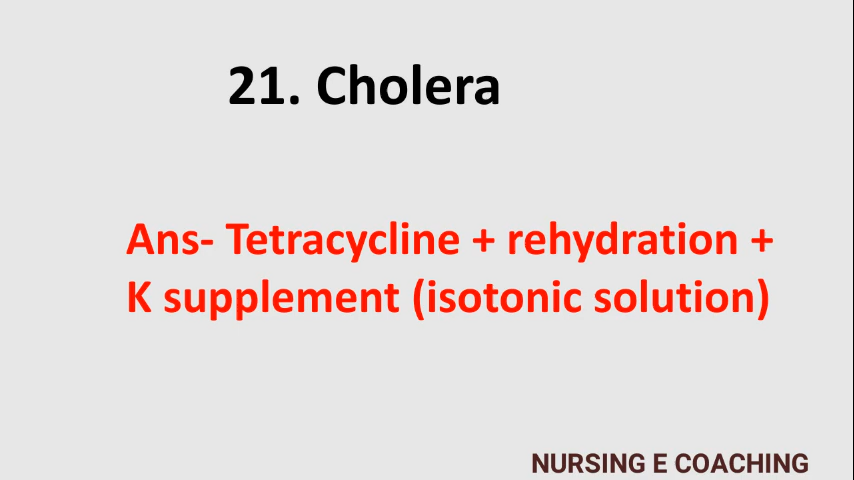 21. Cholera
Ans- Tetracycline + rehydration +
K supplement (isotonic solution)
NURSING E COACHING